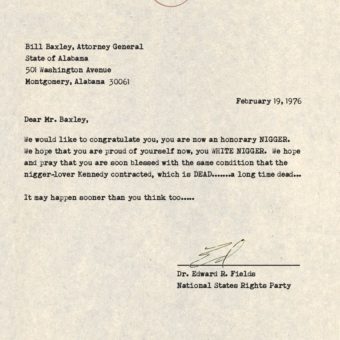 Bill Baxley, Attorney General
State of Alabama
501 Washington Avenue
Montgomery, Alabama 30061
February 19, 1976
Dear Mr. Baxley,
We would like to congratulate you, you are now an honorary NIGGER.
We hope that you are proud of yourself now, you WHITE NIGGER. We hope
and pray that you are soon blessed with the same condition that the
nigger-lover Kennedy contracted, which is DEAD.......a long time dead...
It may happen sooner than you think too.....
Dr. Edward R. Fields
National States Rights Party